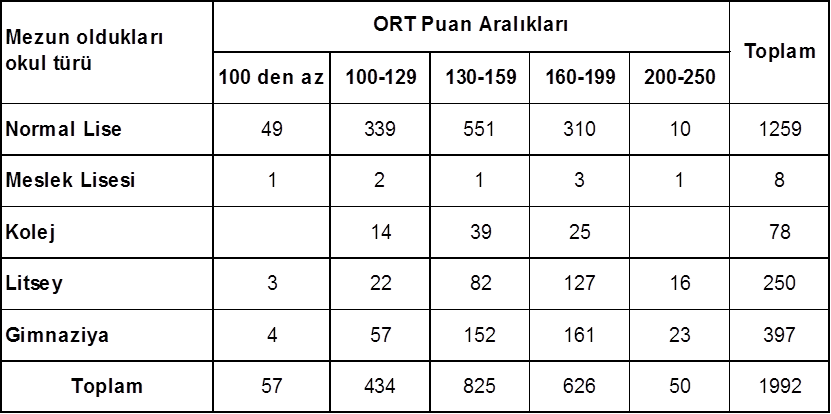 Mezun oldukları okul türü ORT Puan Aralıkları Toplam
100 den az 100-129 130-159 160-199 200-250
Normal Lise 49 339 551 310 10 1259
Meslek Lisesi 1 2 1 3 1 8
Kolej 14 39 25 78
Litsey 3 22 82 127 16 250
Gimnaziya 4 57 152 161 23 397
Toplam 57 434 825 626 50 1992